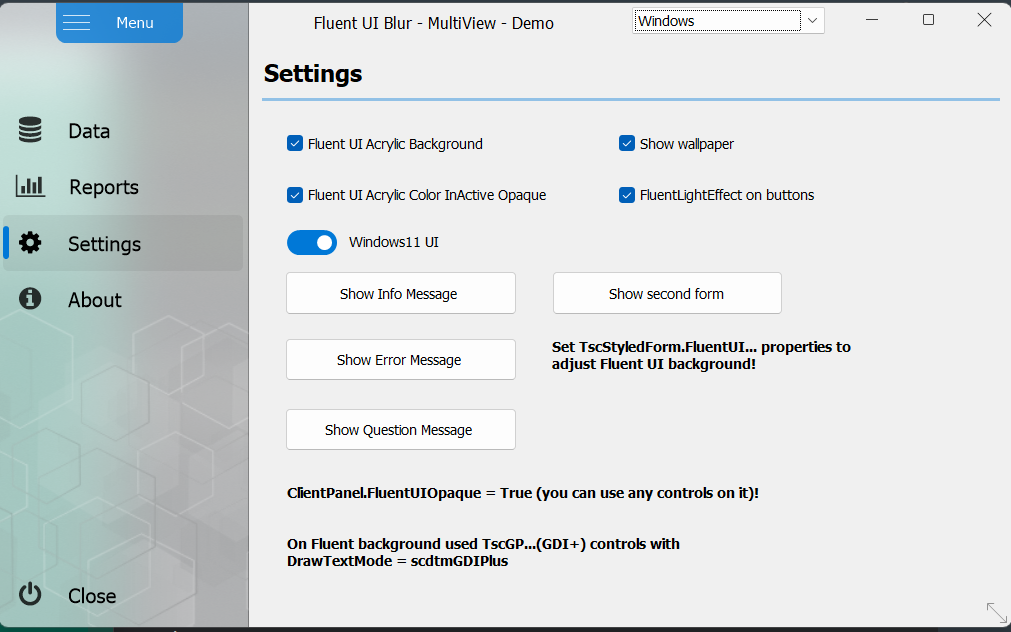 Menu
Fluent UI Blur - MultiView - Demo
Windows
Data
Reports
Settings
About
Close
Settings
Fluent UI Acrylic Background
Show wallpaper
Fluent UI Acrylic Color InActive Opaque
FluentLightEffect on buttons
Windows11 UI
Show Info Message
Show second form
Show Error Message
Set TscStyledForm.FluentUI... properties to
adjust Fluent UI background!
Show Question Message
ClientPanel.FluentUIOpaque = True (you can use any controls on it)!
On Fluent background used TscGP...(GDI+) controls with
DrawTextMode = scdtmGDIPlus